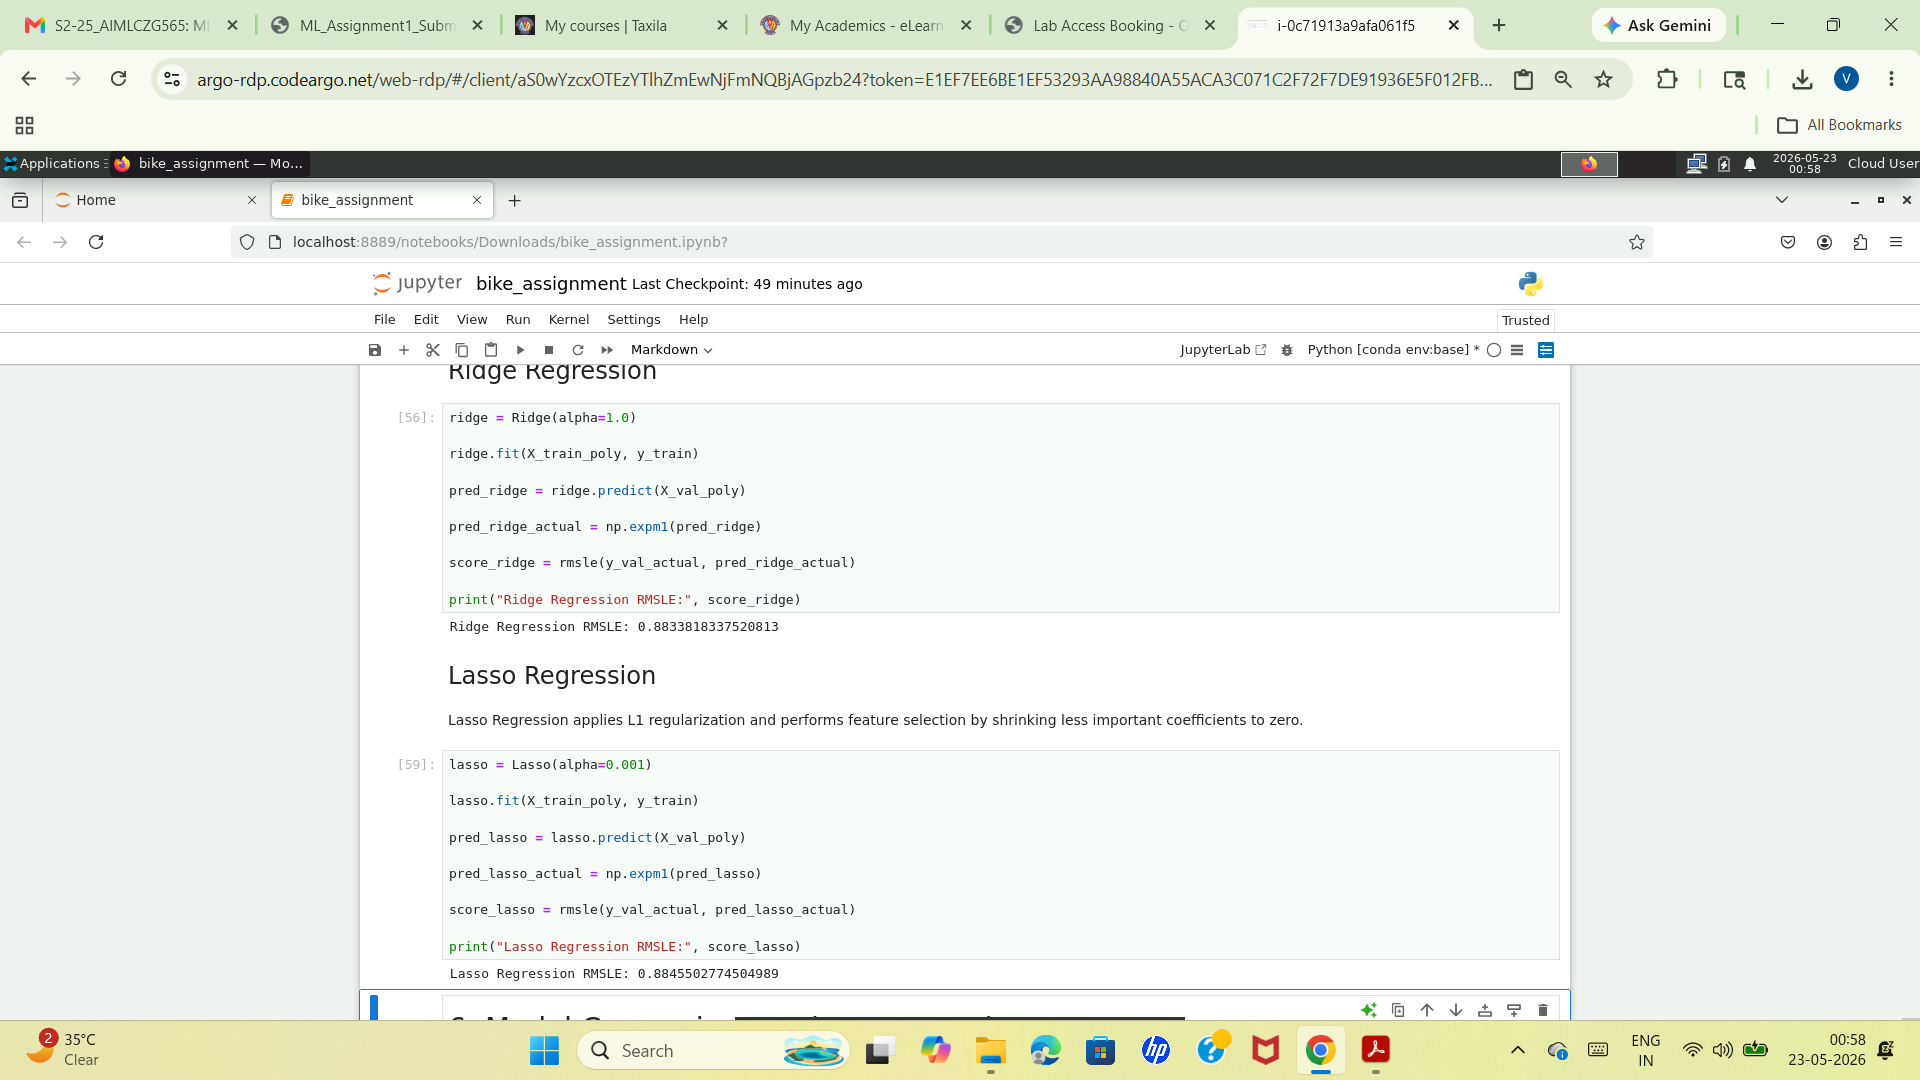 S2-25_AIMLCZG565: ML
ML_Assignment1_Subm
My courses | Taxila
My Academics - eLearn
Lab Access Booking - O
i-0c71913a9afa061f5
Ask Gemini
argo-rdp.codeargo.net/web-rdp/#/client/aS0wYzcxOTEzYTlhZmEwNjFmNQBjAGpzb24?token=E1EF7EE6BE1EF53293AA98840A55ACA3C071C2F72F7DE91936E5F012FB...
V
All Bookmarks
Applications
bike_assignment — Mo...
2026-05-23
00:58
Cloud User
Home
bike_assignment
localhost:8889/notebooks/Downloads/bike_assignment.ipynb?
jupyter bike_assignment Last Checkpoint: 49 minutes ago
File Edit View Run Kernel Settings Help
Trusted
Markdown
JupyterLab
Python [conda env:base] *
Ridge Regression
[56]: ridge = Ridge(alpha=1.0)
ridge.fit(X_train_poly, y_train)
pred_ridge = ridge.predict(X_val_poly)
pred_ridge_actual = np.expm1(pred_ridge)
score_ridge = rmsle(y_val_actual, pred_ridge_actual)
print("Ridge Regression RMSLE:", score_ridge)
Ridge Regression RMSLE: 0.8833818337520813
Lasso Regression
Lasso Regression applies L1 regularization and performs feature selection by shrinking less important coefficients to zero.
[59]: lasso = Lasso(alpha=0.001)
lasso.fit(X_train_poly, y_train)
pred_lasso = lasso.predict(X_val_poly)
pred_lasso_actual = np.expm1(pred_lasso)
score_lasso = rmsle(y_val_actual, pred_lasso_actual)
print("Lasso Regression RMSLE:", score_lasso)
Lasso Regression RMSLE: 0.8845502774504989
2
35°C
Clear
Search
ENG
IN
00:58
23-05-2026